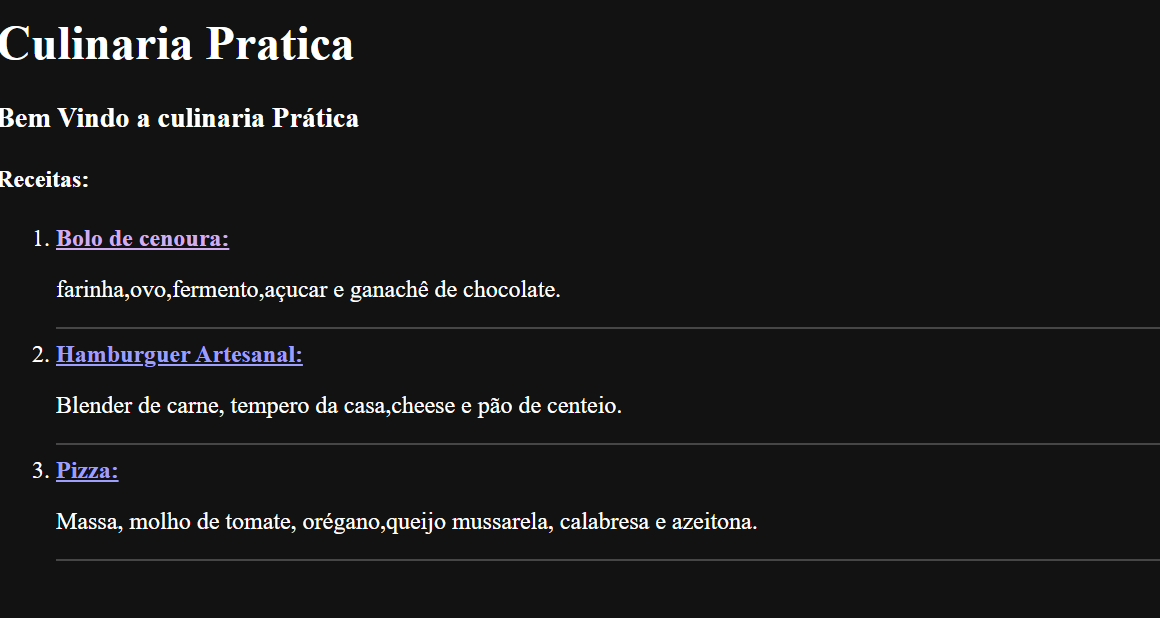 Culinaria Pratica
Bem Vindo a culinaria Prática
Receitas:
1. Bolo de cenoura:
farinha,ovo,fermento,açucar e ganachê de chocolate.
2. Hamburguer Artesanal:
Blender de carne, tempero da casa,cheese e pão de centeio.
3. Pizza:
Massa, molho de tomate, orégano,queijo mussarela, calabresa e azeitona.